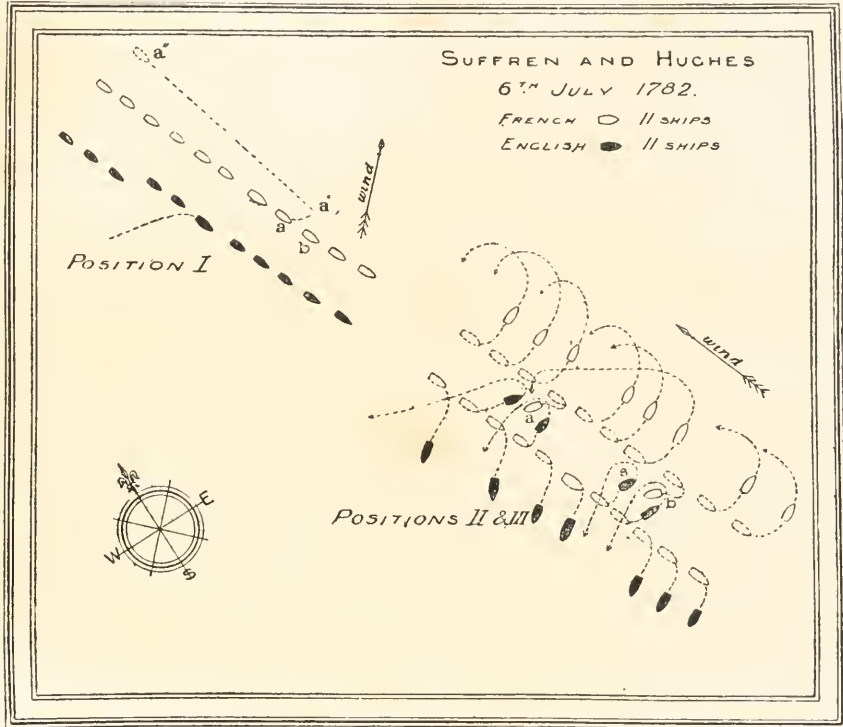 SUFFREN AND HUGHES
6TH JULY 1782.
FRENCH 11 SHIPS
ENGLISH 11 SHIPS
a"
a'
a
b
wind
POSITION I
wind
a
a
b
POSITIONS II & III
E
W
S